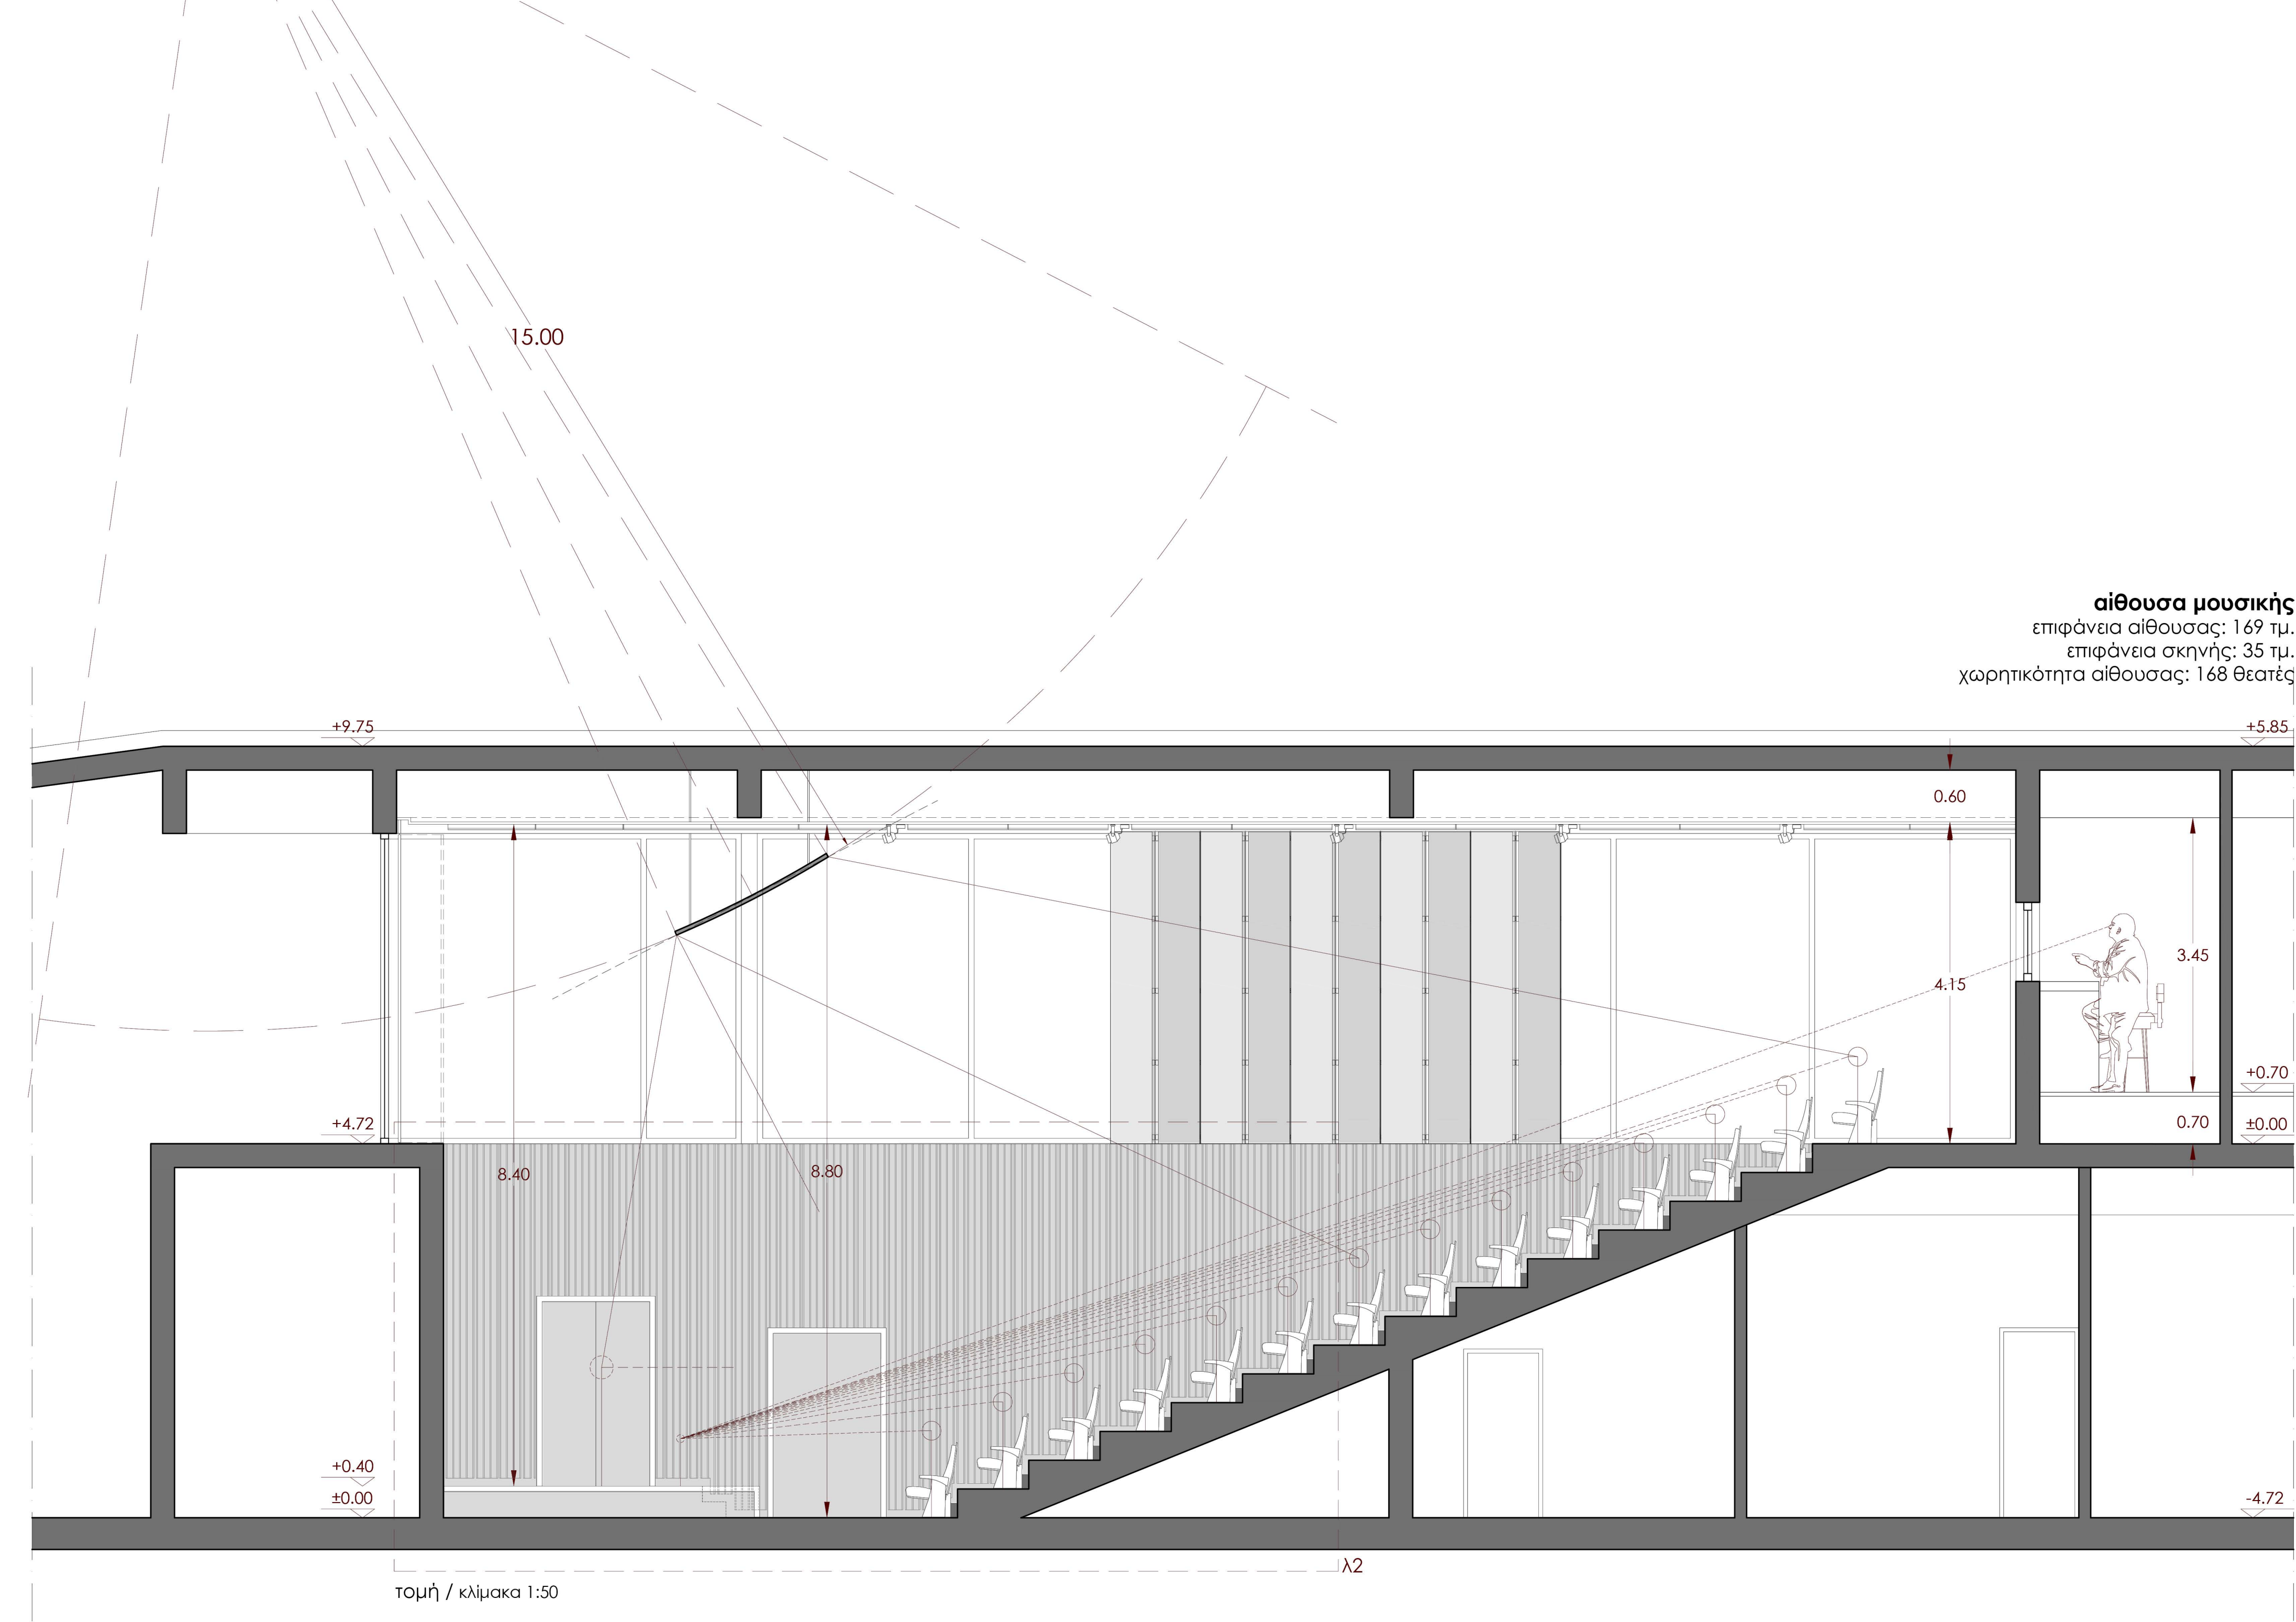 15.00
αίθουσα μουσικής
επιφάνεια αίθουσας: 169 τμ.
επιφάνεια σκηνής: 35 τμ.
χωρητικότητα αίθουσας: 168 θεατές
+9.75
+5.85
0.60
3.45
4.15
+0.70
+4.72
0.70
±0.00
8.40
8.80
+0.40
±0.00
-4.72
λ2
τομή / κλίμακα 1:50